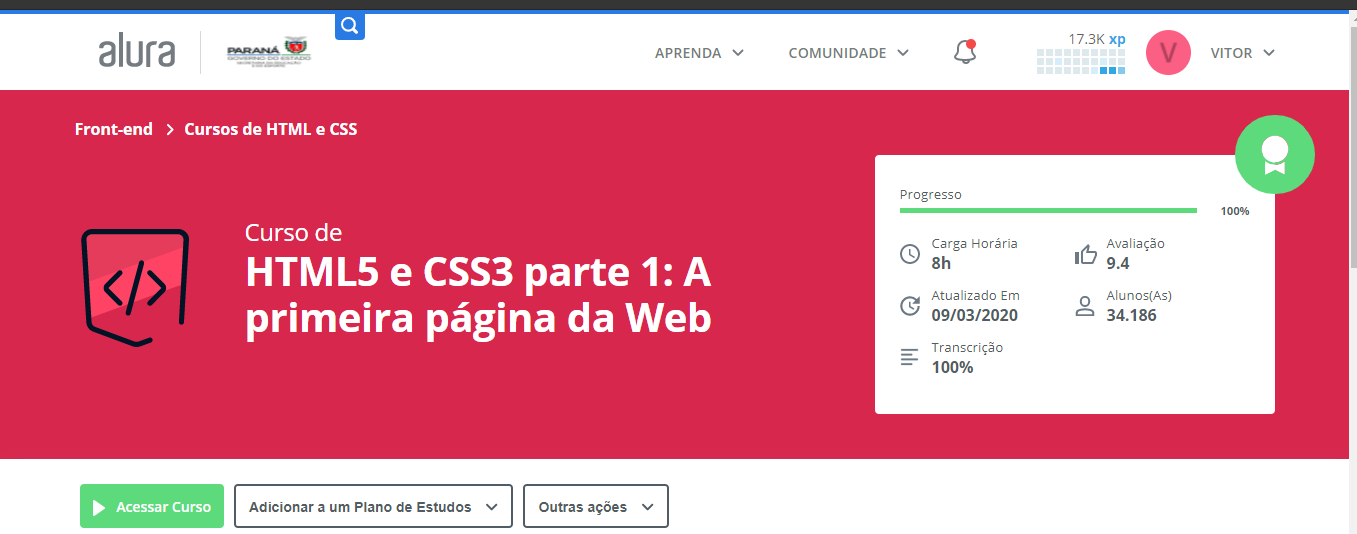 alura
PARANÁ
GOVERNO DO ESTADO
APRENDA
COMUNIDADE
17.3K xp
V
VITOR
Front-end > Cursos de HTML e CSS
Curso de
HTML5 e CSS3 parte 1: A
primeira página da Web
Progresso
100%
Carga Horária
8h
Avaliação
9.4
Atualizado Em
09/03/2020
Alunos(As)
34.186
Transcrição
100%
Acessar Curso
Adicionar a um Plano de Estudos
Outras ações